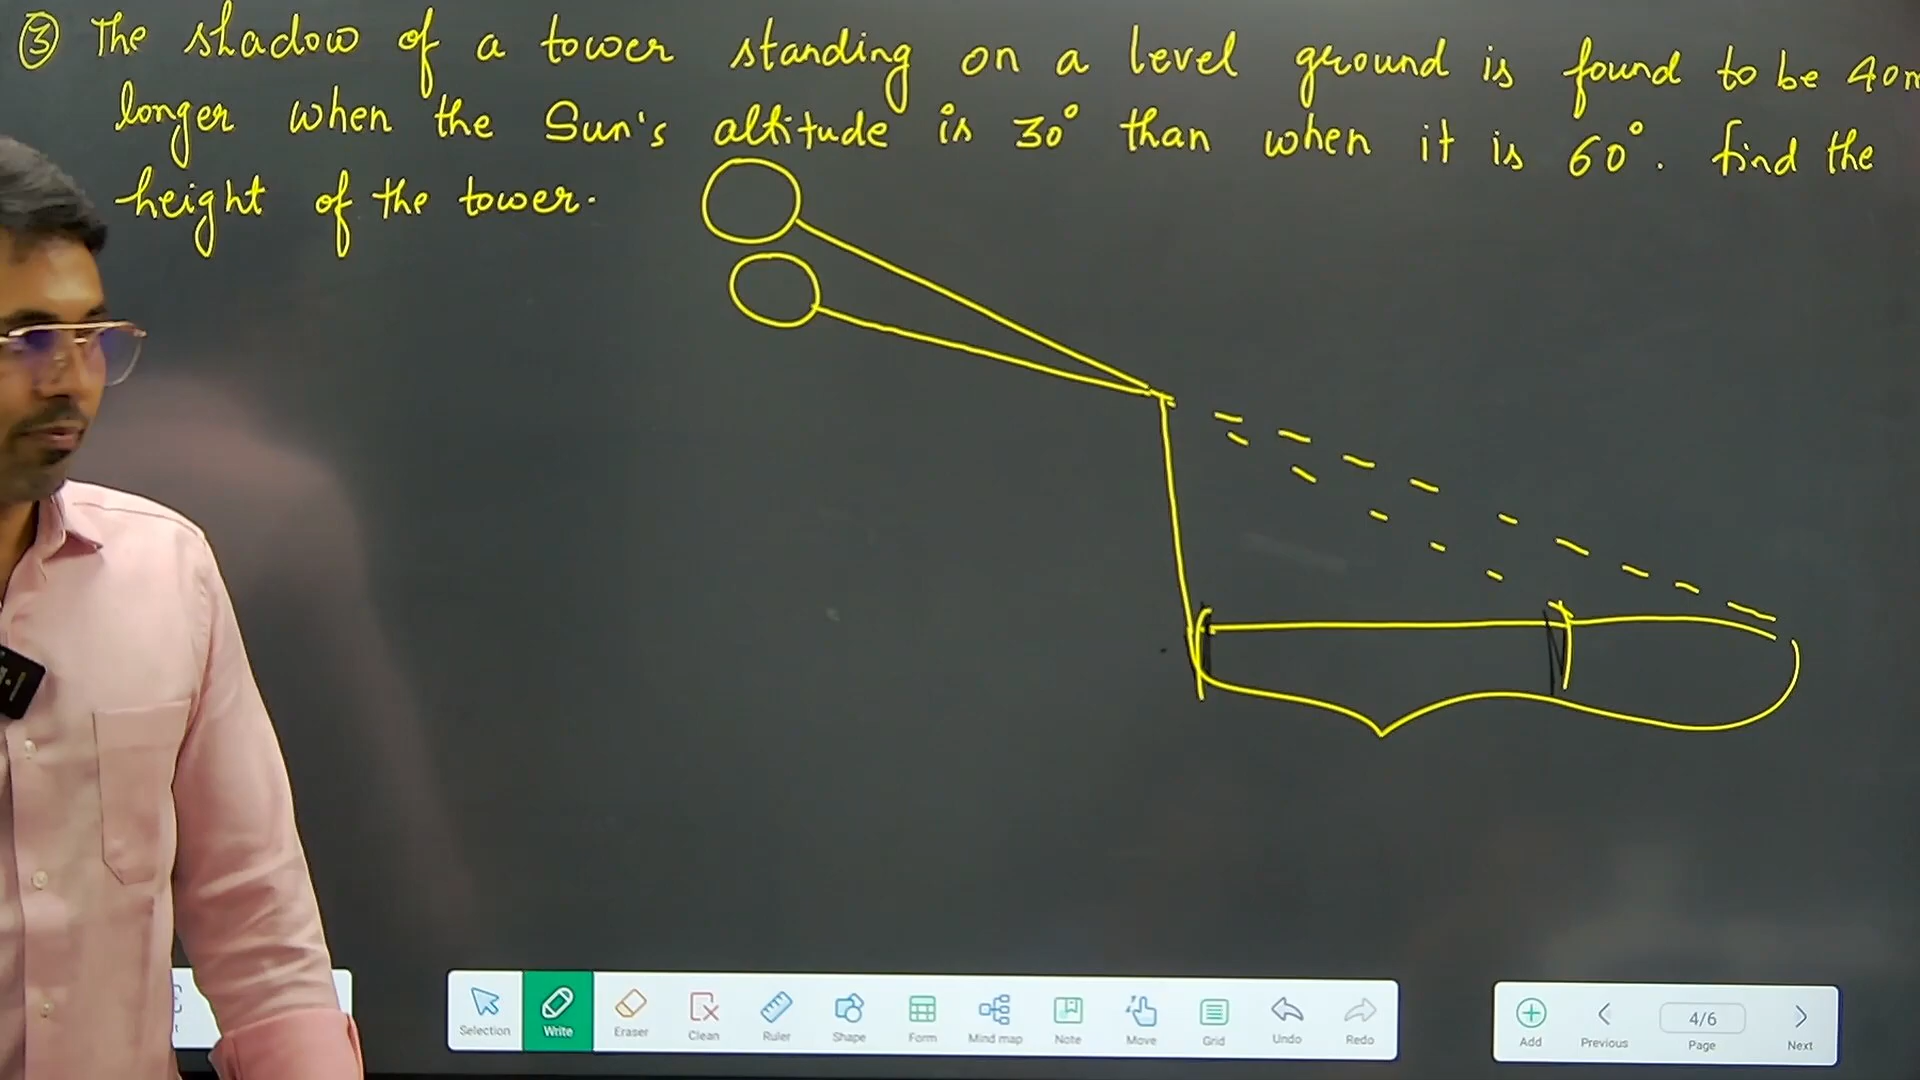 ③ The shadow of a tower standing on a level ground is found to be 40m
longer when the Sun's altitude is 30° than when it is 60°. find the
height of the tower.
Selection
Write
Eraser
Clean
Ruler
Shape
Form
Mind map
Note
Move
Grid
Undo
Redo
Add
Previous
4/6
Page
Next